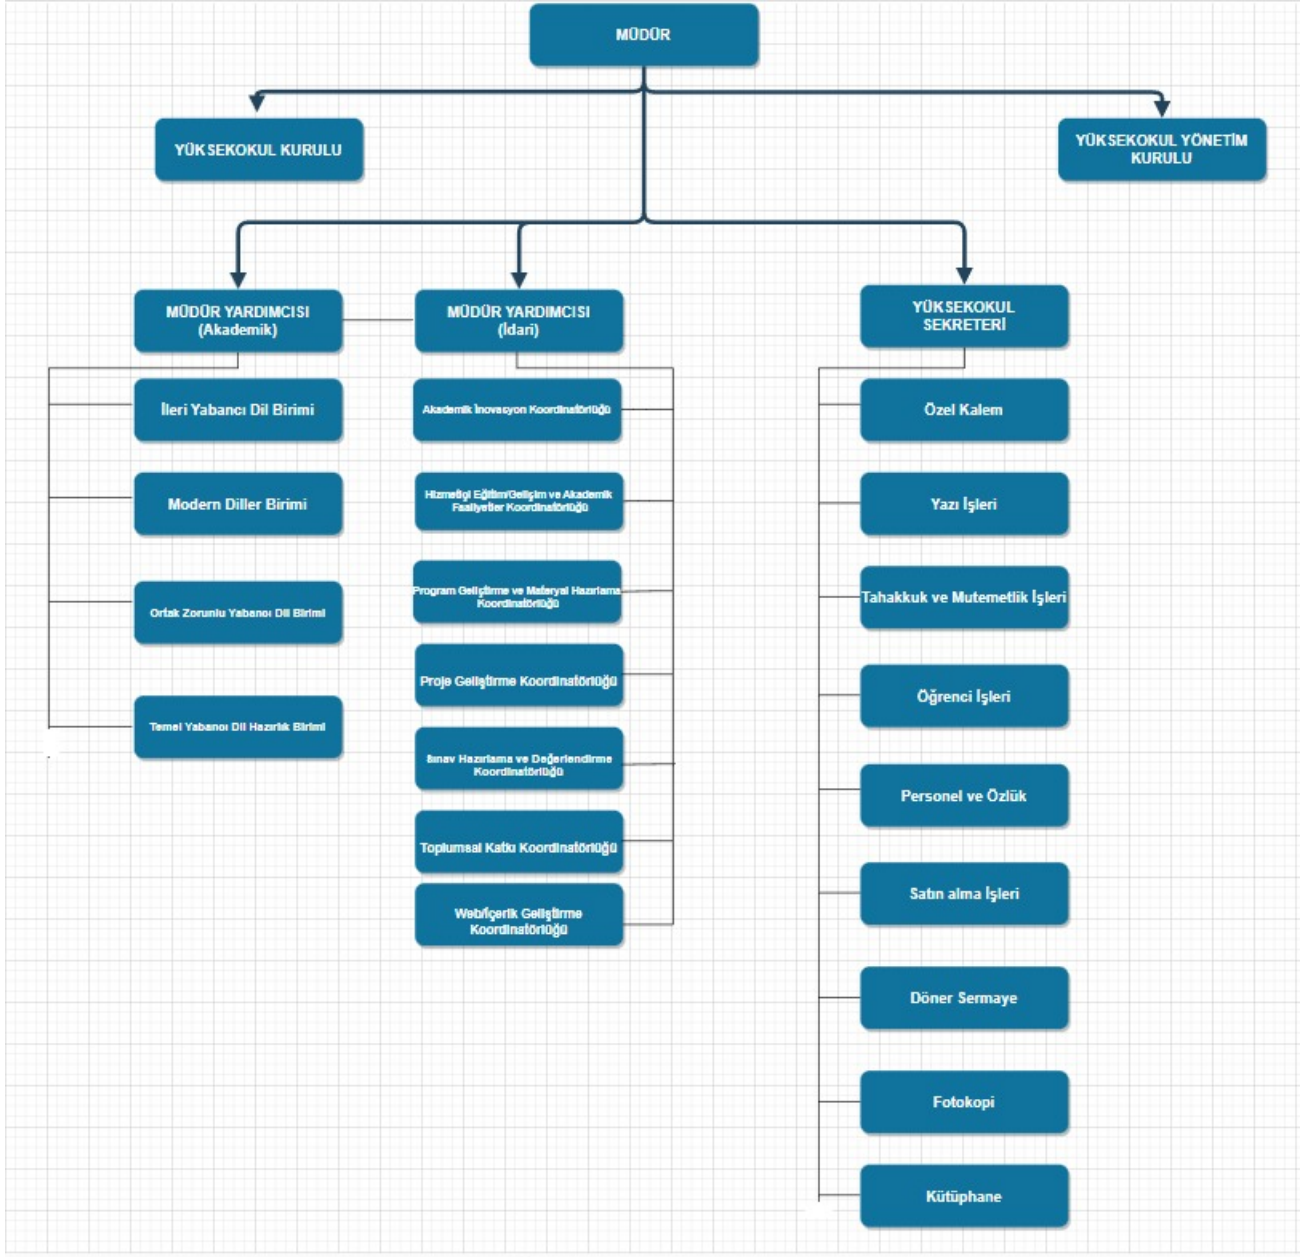 MÜDÜR
YÜKSEKOKUL KURULU
YÜKSEKOKUL YÖNETİM
KURULU
MÜDÜR YARDIMCISI
(Akademik)
MÜDÜR YARDIMCISI
(İdari)
YÜKSEKOKUL
SEKRETERİ
İleri Yabancı Dil Birimi
Modern Diller Birimi
Ortak Zorunlu Yabancı Dil Birimi
Temel Yabancı Dil Hazırlık Birimi
Akademik İnovasyon Koordinatörlüğü
Hizmetiçi Eğitim/Gelişim ve Akademik
Faaliyetler Koordinatörlüğü
Program Geliştirme ve Materyal Hazırlama
Koordinatörlüğü
Proje Geliştirme Koordinatörlüğü
Sınav Hazırlama ve Değerlendirme
Koordinatörlüğü
Toplumsal Katkı Koordinatörlüğü
Web/İçerik Geliştirme
Koordinatörlüğü
Özel Kalem
Yazı İşleri
Tahakkuk ve Mutemetlik İşleri
Öğrenci İşleri
Personel ve Özlük
Satın alma İşleri
Döner Sermaye
Fotokopi
Kütüphane